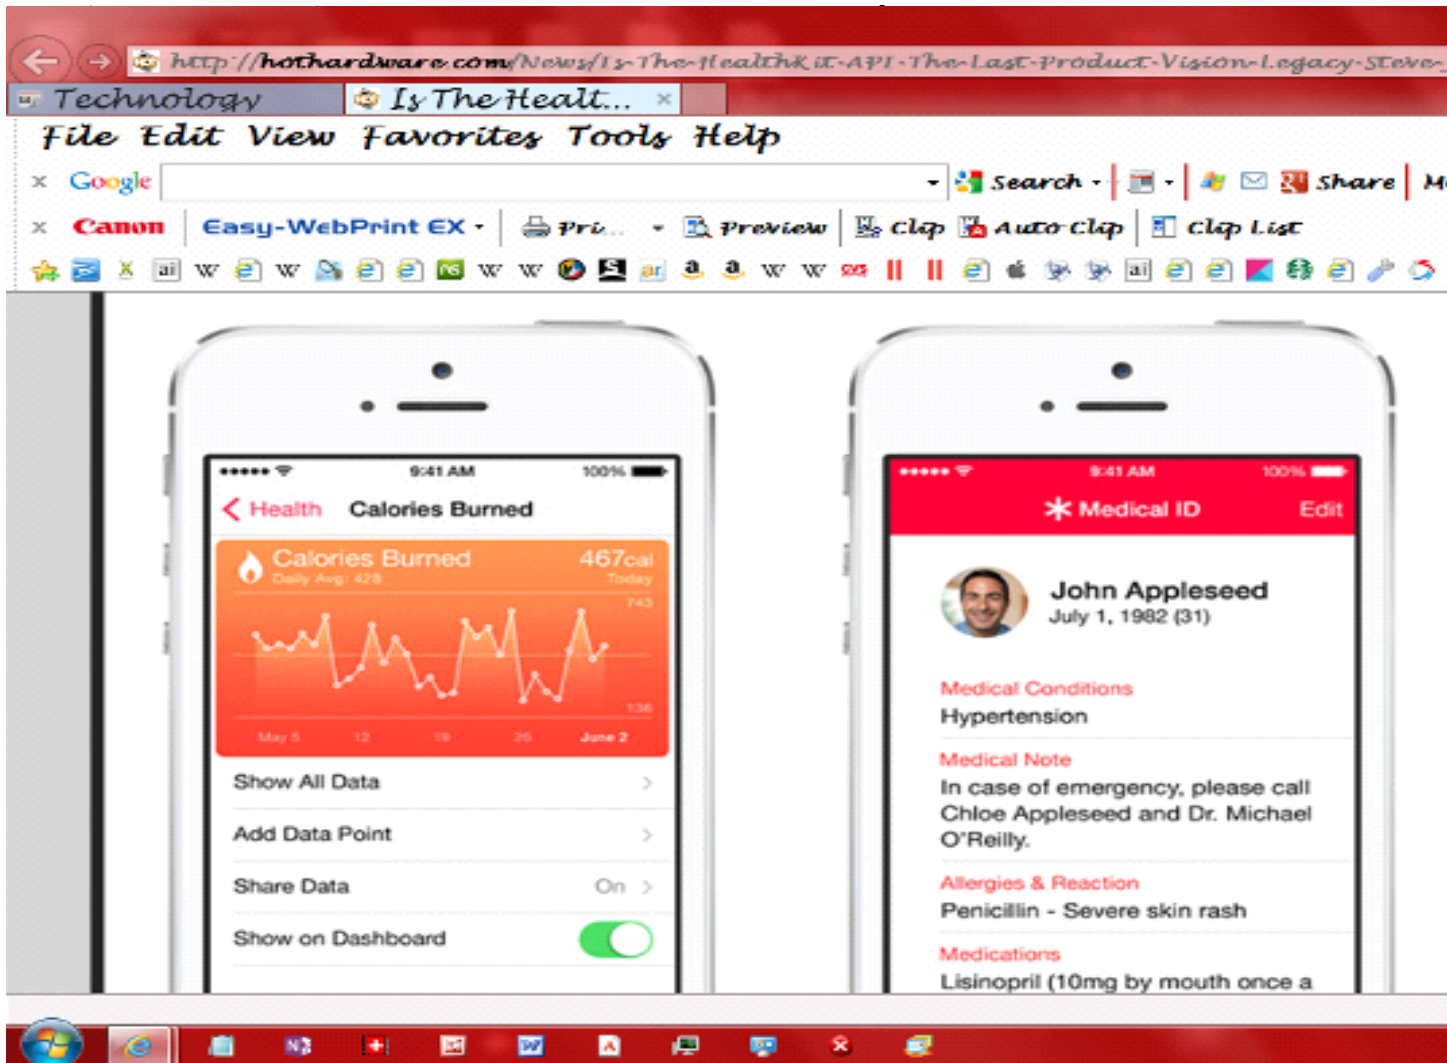 http://hothardware.com/News/Is-The-HealthKit-API-The-Last-Product-Vision-Legacy-Steve-
Technology Is The Healt... ×
File Edit View Favorites Tools Help
x Google Search Share
x Canon Easy-WebPrint EX Pri... Preview Clip Auto Clip Clip List
9:41 AM 100%
Health Calories Burned
Calories Burned 467cal
Daily Avg: 428 Today
743
136
May 5 12 19 26 June 2
Show All Data
Add Data Point
Share Data On
Show on Dashboard
9:41 AM 100%
Medical ID Edit
John Appleseed
July 1, 1982 (31)
Medical Conditions
Hypertension
Medical Note
In case of emergency, please call
Chloe Appleseed and Dr. Michael
O'Reilly.
Allergies & Reaction
Penicillin - Severe skin rash
Medications
Lisinopril (10mg by mouth once a